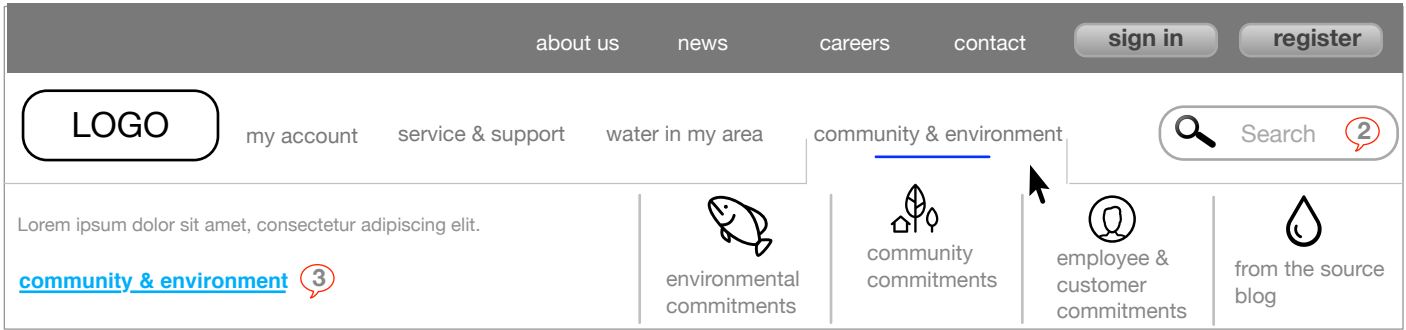 about us news careers contact sign in register
LOGO my account service & support water in my area community & environment Search 2
Lorem ipsum dolor sit amet, consectetur adipiscing elit.
community & environment 3
environmental
commitments
community
commitments
employee &
customer
commitments
from the source
blog